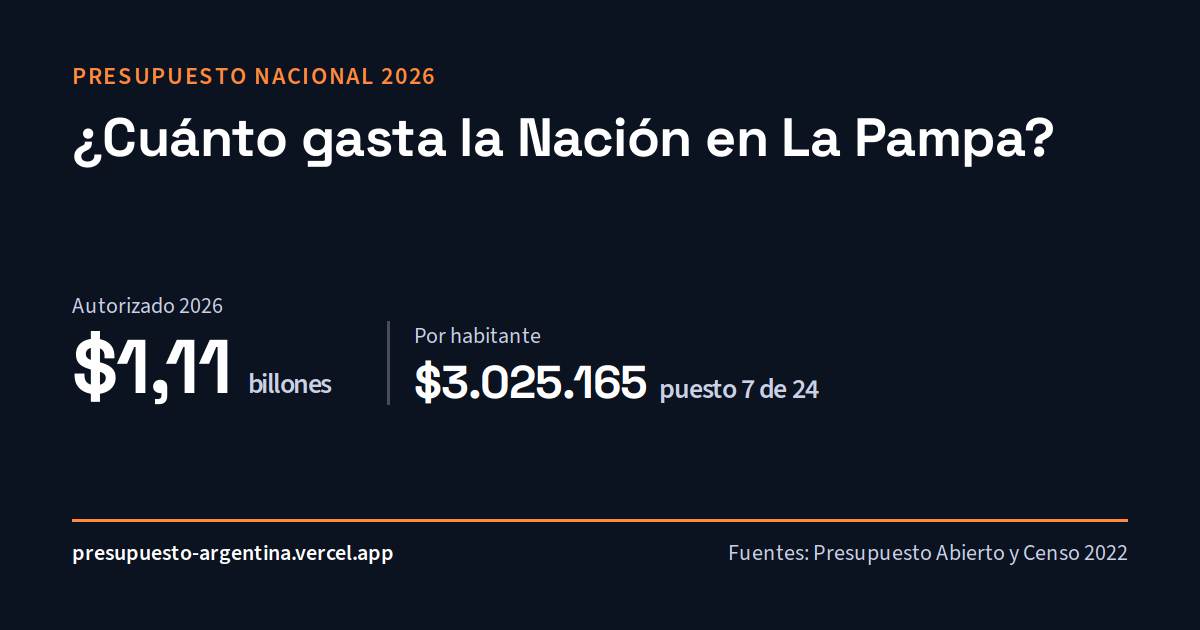 PRESUPUESTO NACIONAL 2026
¿Cuánto gasta la Nación en La Pampa?
Autorizado 2026
$1,11 billones
Por habitante
$3.025.165 puesto 7 de 24
presupuesto-argentina.vercel.app
Fuentes: Presupuesto Abierto y Censo 2022